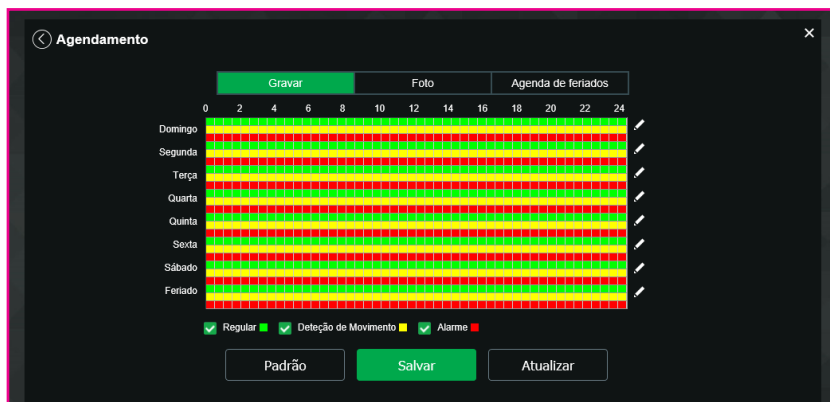 Agendamento
Gravar Foto Agenda de feriados
0 2 4 6 8 10 12 14 16 18 20 22 24
Domingo
Segunda
Terça
Quarta
Quinta
Sexta
Sábado
Feriado
Regular Deteção de Movimento Alarme
Padrão Salvar Atualizar